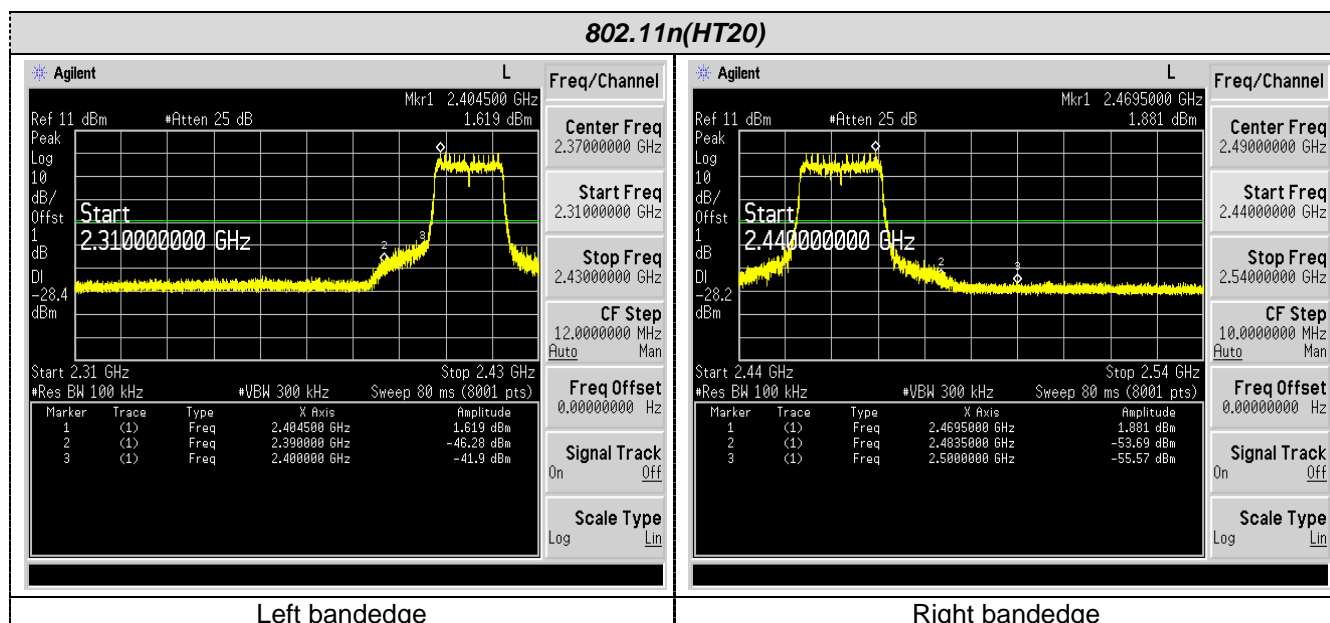 802.11n(HT20)
Agilent L
Mkr1 2.404500 GHz
Ref 11 dBm #Atten 25 dB 1.619 dBm
Peak
Log
10
dB/
Offst
1
dB
DI
-28.4
dBm
Start
2.310000000 GHz
2
3
Start 2.31 GHz Stop 2.43 GHz
#Res BW 100 kHz #VBW 300 kHz Sweep 80 ms (8001 pts)
Marker Trace Type X Axis Amplitude
1 (1) Freq 2.404500 GHz 1.619 dBm
2 (1) Freq 2.390000 GHz -46.28 dBm
3 (1) Freq 2.400000 GHz -41.9 dBm
Freq/Channel
Center Freq
2.37000000 GHz
Start Freq
2.31000000 GHz
Stop Freq
2.43000000 GHz
CF Step
12.0000000 MHz
Auto Man
Freq Offset
0.00000000 Hz
Signal Track
On Off
Scale Type
Log Lin
Left bandedge
Agilent L
Mkr1 2.4695000 GHz
Ref 11 dBm #Atten 25 dB 1.881 dBm
Peak
Log
10
dB/
Offst
1
dB
DI
-28.2
dBm
Start
2.440000000 GHz
2
3
Start 2.44 GHz Stop 2.54 GHz
#Res BW 100 kHz #VBW 300 kHz Sweep 80 ms (8001 pts)
Marker Trace Type X Axis Amplitude
1 (1) Freq 2.4695000 GHz 1.881 dBm
2 (1) Freq 2.4835000 GHz -53.69 dBm
3 (1) Freq 2.5000000 GHz -55.57 dBm
Freq/Channel
Center Freq
2.49000000 GHz
Start Freq
2.44000000 GHz
Stop Freq
2.54000000 GHz
CF Step
10.0000000 MHz
Auto Man
Freq Offset
0.00000000 Hz
Signal Track
On Off
Scale Type
Log Lin
Right bandedge